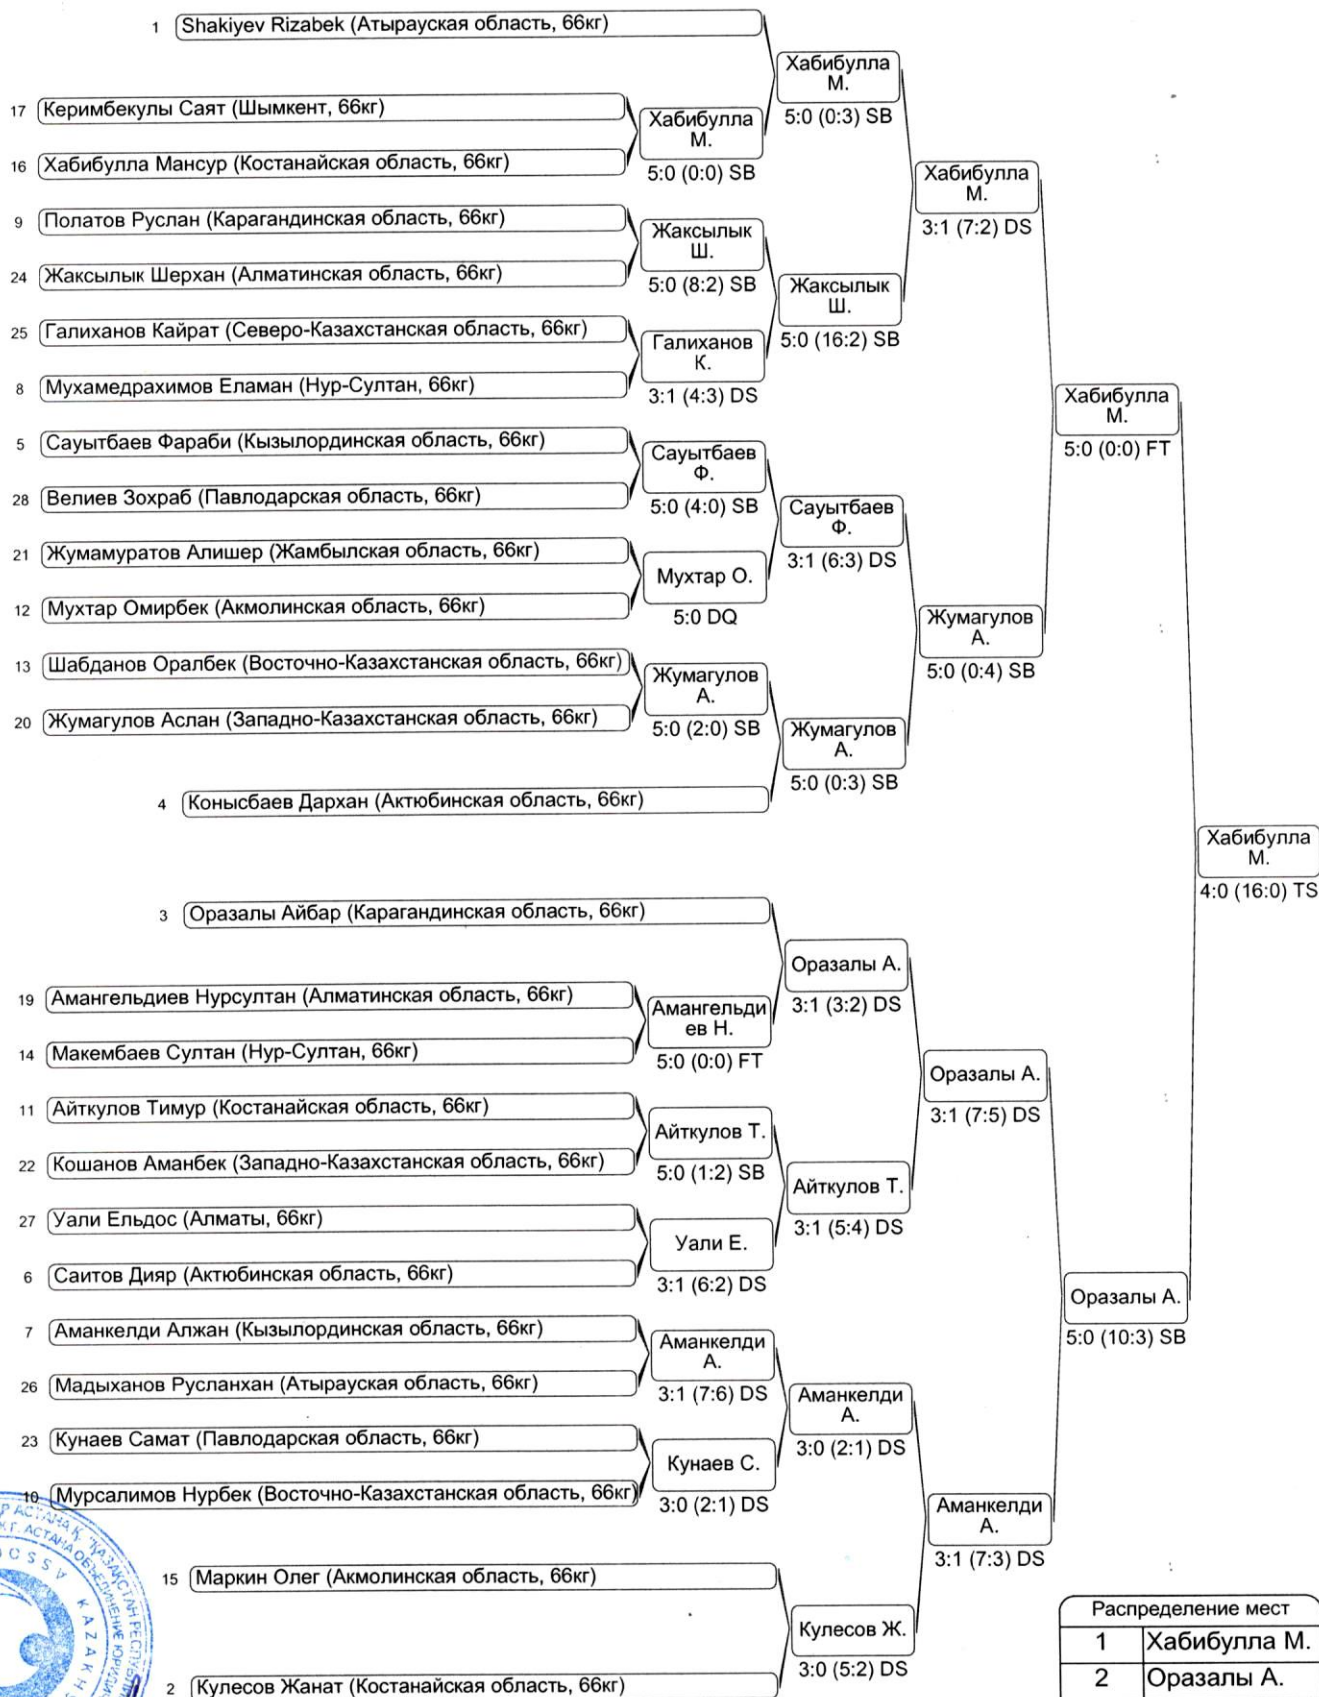 1 Shakiyev Rizabek (Атырауская область, 66кг)
Хабибулла
М.
5:0 (0:3) SB
17 Керимбекулы Саят (Шымкент, 66кг)
Хабибулла
М.
5:0 (0:0) SB
16 Хабибулла Мансур (Костанайская область, 66кг)
Хабибулла
М.
3:1 (7:2) DS
9 Полатов Руслан (Карагандинская область, 66кг)
Жаксылык
Ш.
5:0 (8:2) SB
24 Жаксылык Шерхан (Алматинская область, 66кг)
Жаксылык
Ш.
5:0 (16:2) SB
25 Галиханов Кайрат (Северо-Казахстанская область, 66кг)
Галиханов
К.
3:1 (4:3) DS
8 Мухамедрахимов Еламан (Нур-Султан, 66кг)
Хабибулла
М.
5:0 (0:0) FT
5 Сауытбаев Фараби (Кызылординская область, 66кг)
Сауытбаев
Ф.
5:0 (4:0) SB
28 Велиев Зохраб (Павлодарская область, 66кг)
Сауытбаев
Ф.
3:1 (6:3) DS
21 Жумамуратов Алишер (Жамбылская область, 66кг)
Мухтар О.
5:0 DQ
12 Мухтар Омирбек (Акмолинская область, 66кг)
Жумагулов
А.
5:0 (0:4) SB
13 Шабданов Оралбек (Восточно-Казахстанская область, 66кг)
Жумагулов
А.
5:0 (2:0) SB
20 Жумагулов Аслан (Западно-Казахстанская область, 66кг)
Жумагулов
А.
5:0 (0:3) SB
4 Конысбаев Дархан (Актюбинская область, 66кг)
Хабибулла
М.
4:0 (16:0) TS
3 Оразалы Айбар (Карагандинская область, 66кг)
Оразалы А.
3:1 (3:2) DS
19 Амангельдиев Нурсултан (Алматинская область, 66кг)
Амангельди
ев Н.
5:0 (0:0) FT
14 Макембаев Султан (Нур-Султан, 66кг)
Оразалы А.
3:1 (7:5) DS
11 Айткулов Тимур (Костанайская область, 66кг)
Айткулов Т.
5:0 (1:2) SB
22 Кошанов Аманбек (Западно-Казахстанская область, 66кг)
Айткулов Т.
3:1 (5:4) DS
27 Уали Ельдос (Алматы, 66кг)
Уали Е.
3:1 (6:2) DS
6 Саитов Дияр (Актюбинская область, 66кг)
Оразалы А.
5:0 (10:3) SB
7 Аманкелди Алжан (Кызылординская область, 66кг)
Аманкелди
А.
3:1 (7:6) DS
26 Мадыханов Русланхан (Атырауская область, 66кг)
Аманкелди
А.
3:0 (2:1) DS
23 Кунаев Самат (Павлодарская область, 66кг)
Кунаев С.
3:0 (2:1) DS
10 Мурсалимов Нурбек (Восточно-Казахстанская область, 66кг)
Аманкелди
А.
3:1 (7:3) DS
15 Маркин Олег (Акмолинская область, 66кг)
Кулесов Ж.
3:0 (5:2) DS
2 Кулесов Жанат (Костанайская область, 66кг)
Распределение мест
1 Хабибулла М.
2 Оразалы А.